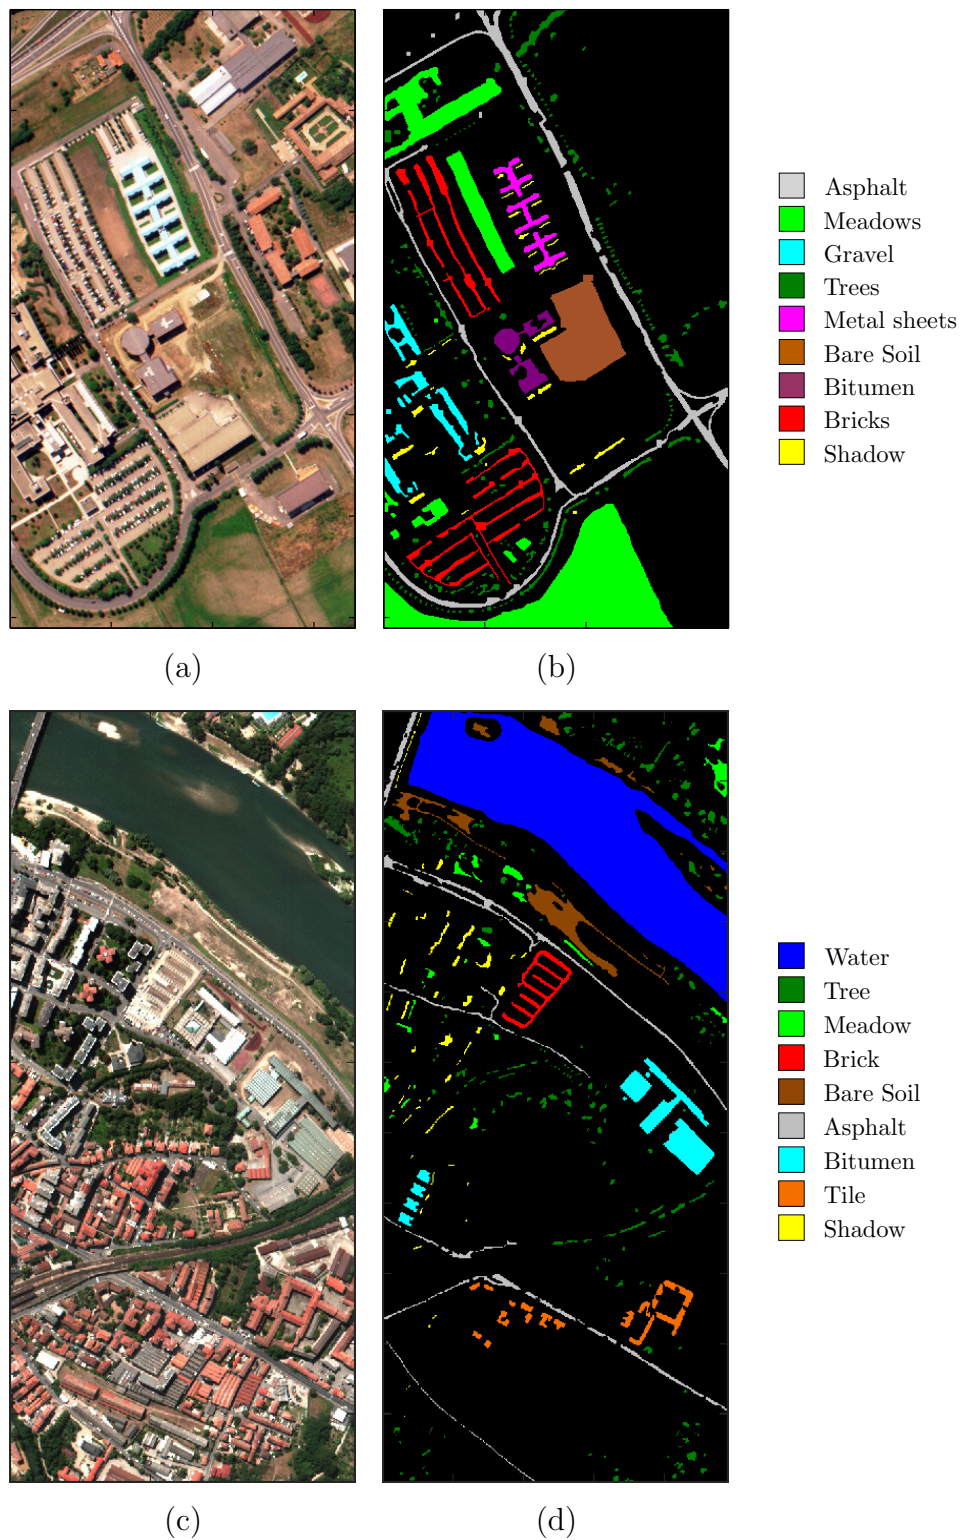 Asphalt
Meadows
Gravel
Trees
Metal sheets
Bare Soil
Bitumen
Bricks
Shadow
(a)
(b)
Water
Tree
Meadow
Brick
Bare Soil
Asphalt
Bitumen
Tile
Shadow
(c)
(d)